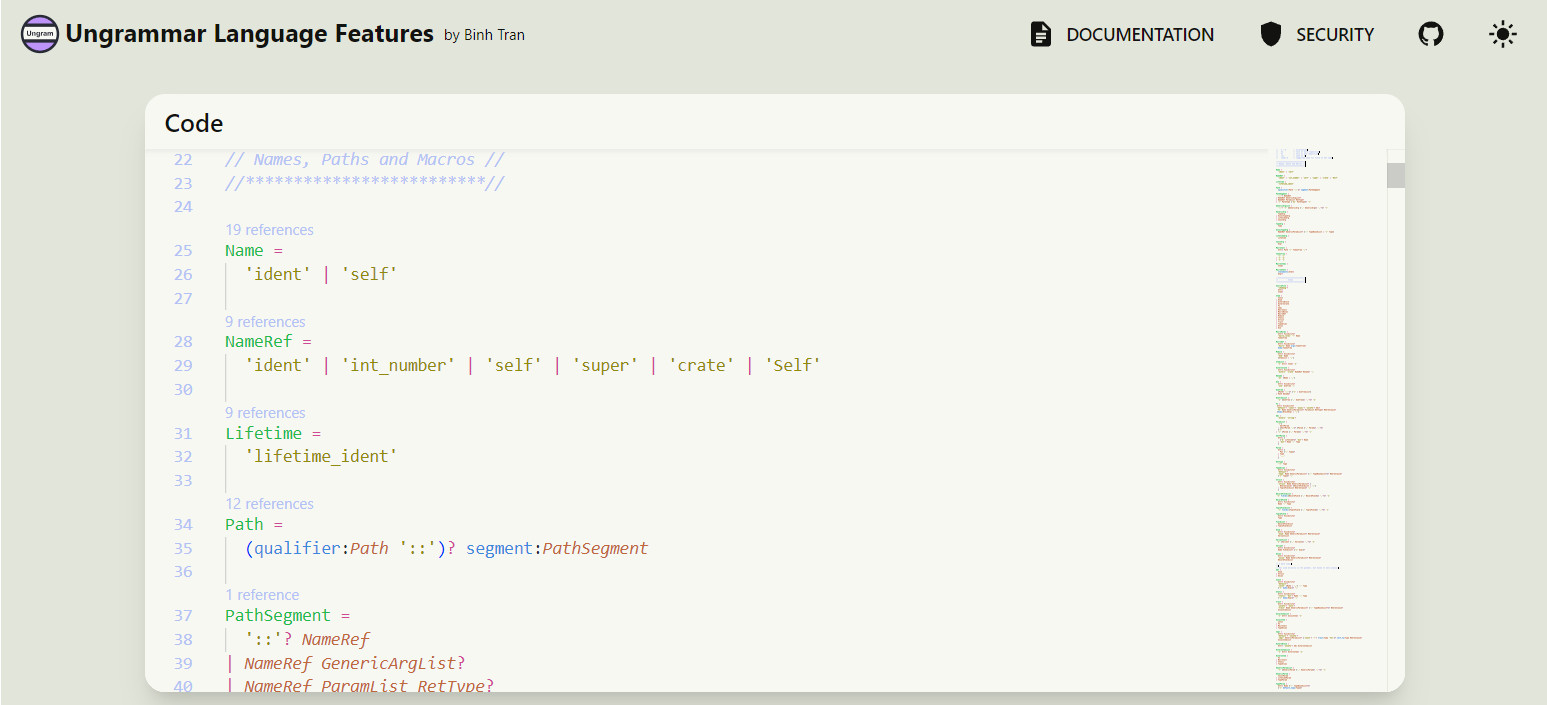 Ungram
Ungrammar Language Features by Binh Tran
DOCUMENTATION
SECURITY
Code
22 // Names, Paths and Macros //
23 //*************************//
24
19 references
25 Name =
26 'ident' | 'self'
27
9 references
28 NameRef =
29 'ident' | 'int_number' | 'self' | 'super' | 'crate' | 'Self'
30
9 references
31 Lifetime =
32 'lifetime_ident'
33
12 references
34 Path =
35 (qualifier:Path '::')? segment:PathSegment
36
1 reference
37 PathSegment =
38 '::'? NameRef
39 | NameRef GenericArgList?
40 | NameRef ParamList RetType?